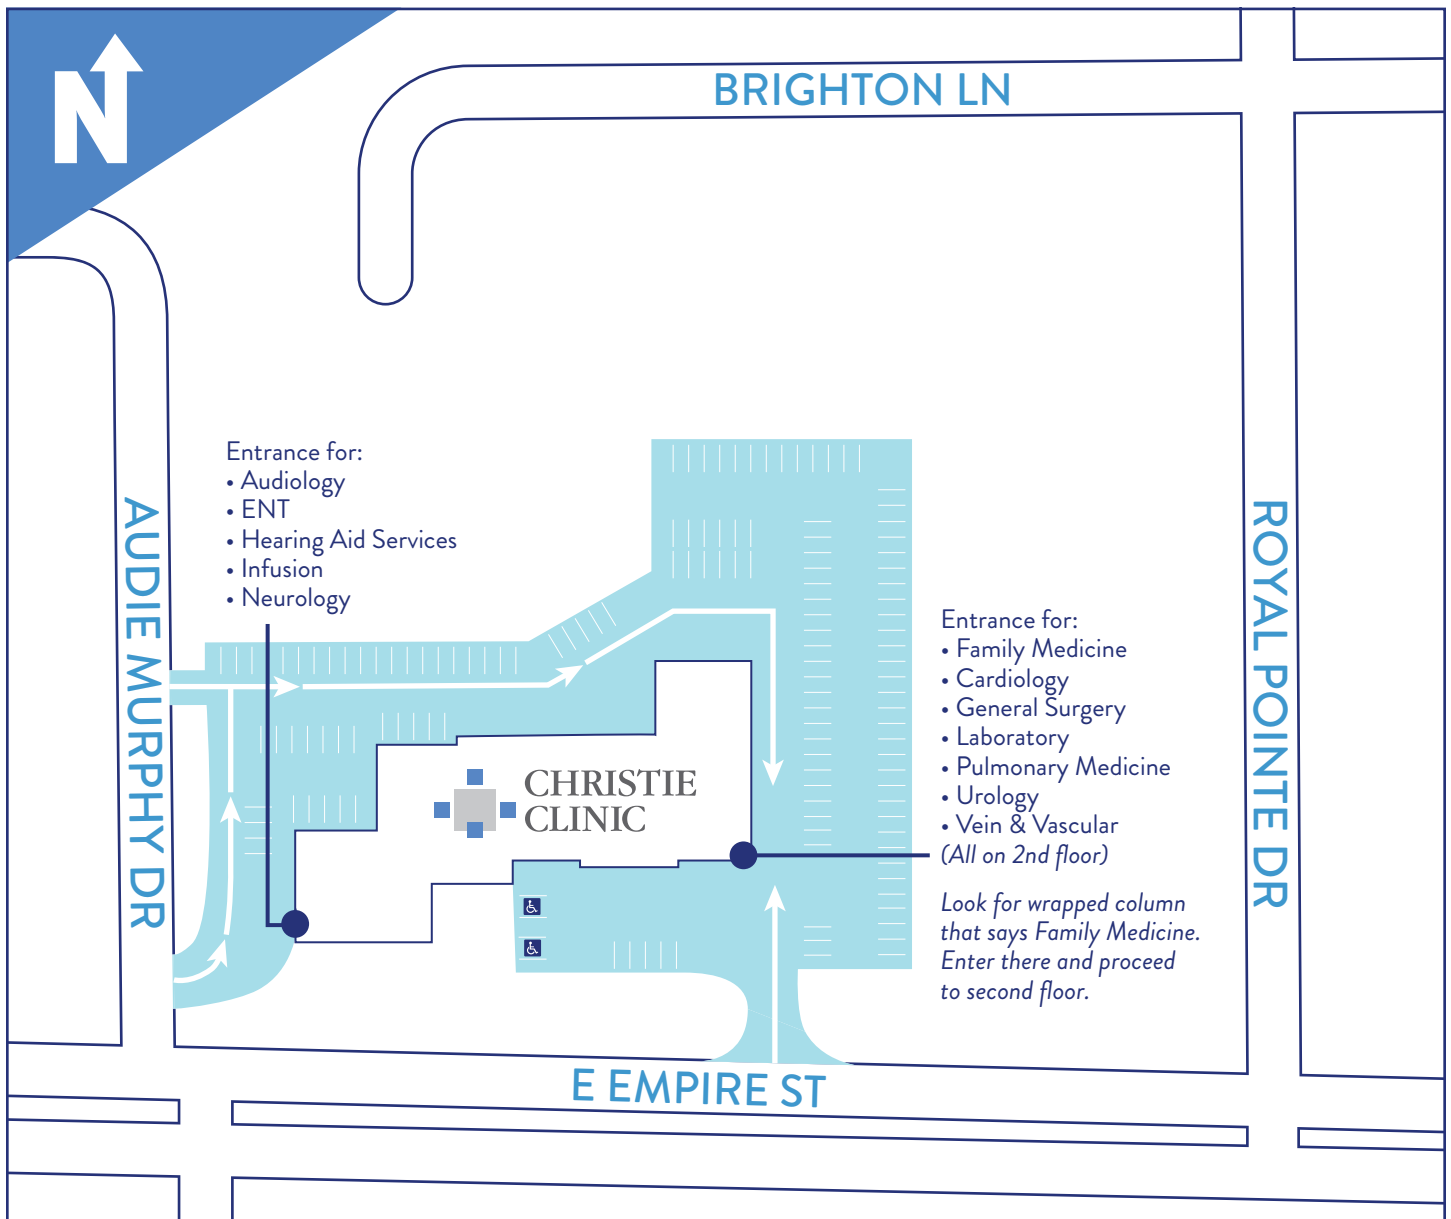 N
BRIGHTON LN
AUDIE MURPHY DR
Entrance for:
• Audiology
• ENT
• Hearing Aid Services
• Infusion
• Neurology
CHRISTIE
CLINIC
Entrance for:
• Family Medicine
• Cardiology
• General Surgery
• Laboratory
• Pulmonary Medicine
• Urology
• Vein & Vascular
(All on 2nd floor)
Look for wrapped column
that says Family Medicine.
Enter there and proceed
to second floor.
ROYAL POINTE DR
E EMPIRE ST